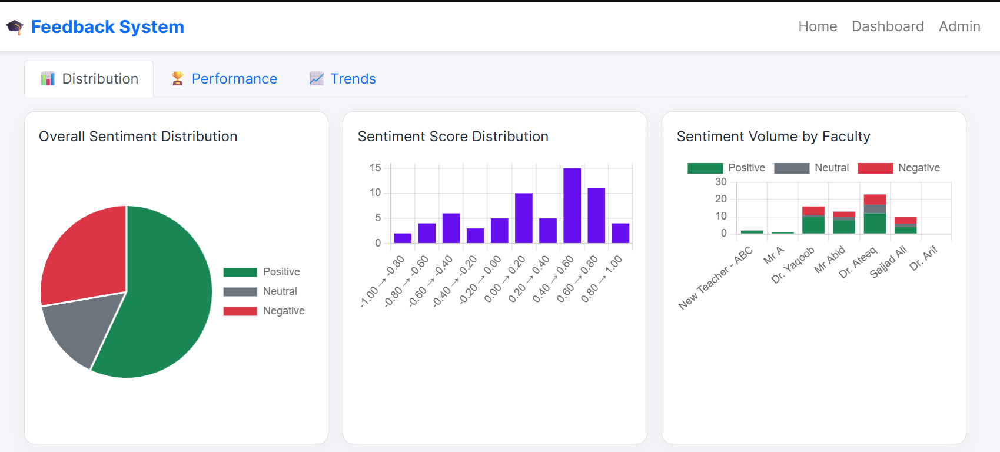 Feedback System
Home Dashboard Admin
Distribution Performance Trends
Overall Sentiment Distribution
Positive
Neutral
Negative
Sentiment Score Distribution
15
10
5
0
-1.00 → -0.80
-0.80 → -0.60
-0.60 → -0.40
-0.40 → -0.20
-0.20 → 0.00
0.00 → 0.20
0.20 → 0.40
0.40 → 0.60
0.60 → 0.80
0.80 → 1.00
Sentiment Volume by Faculty
Positive Neutral Negative
30
20
10
0
New Teacher - ABC
Mr A
Dr. Yaqoob
Mr Abid
Dr. Ateeq
Sajjad Ali
Dr. Arif